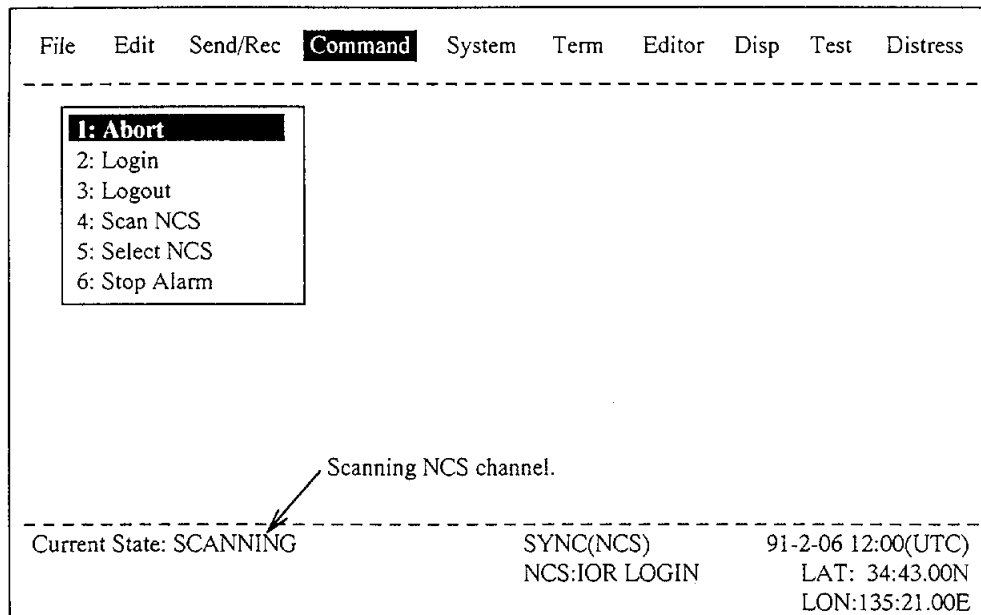 File Edit Send/Rec Command System Term Editor Disp Test Distress
1: Abort
2: Login
3: Logout
4: Scan NCS
5: Select NCS
6: Stop Alarm
Scanning NCS channel.
Current State: SCANNING SYNC(NCS) 91-2-06 12:00(UTC)
NCS:IOR LOGIN LAT: 34:43.00N
LON:135:21.00E